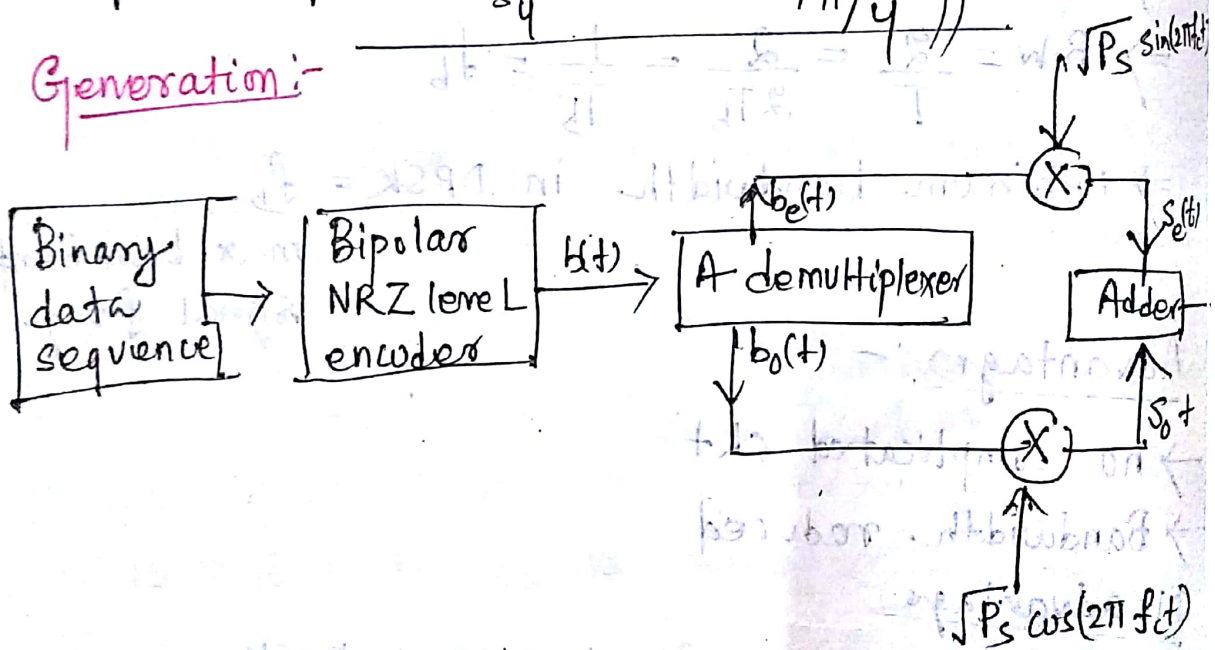 Generation :-
√Ps sin(2πfct)
Binary
data
sequence
Bipolar
NRZ level
encoder
b(t)
be(t)
A demultiplexer
bo(t)
Se(t)
Adder
So t
√Ps cos(2π fct)